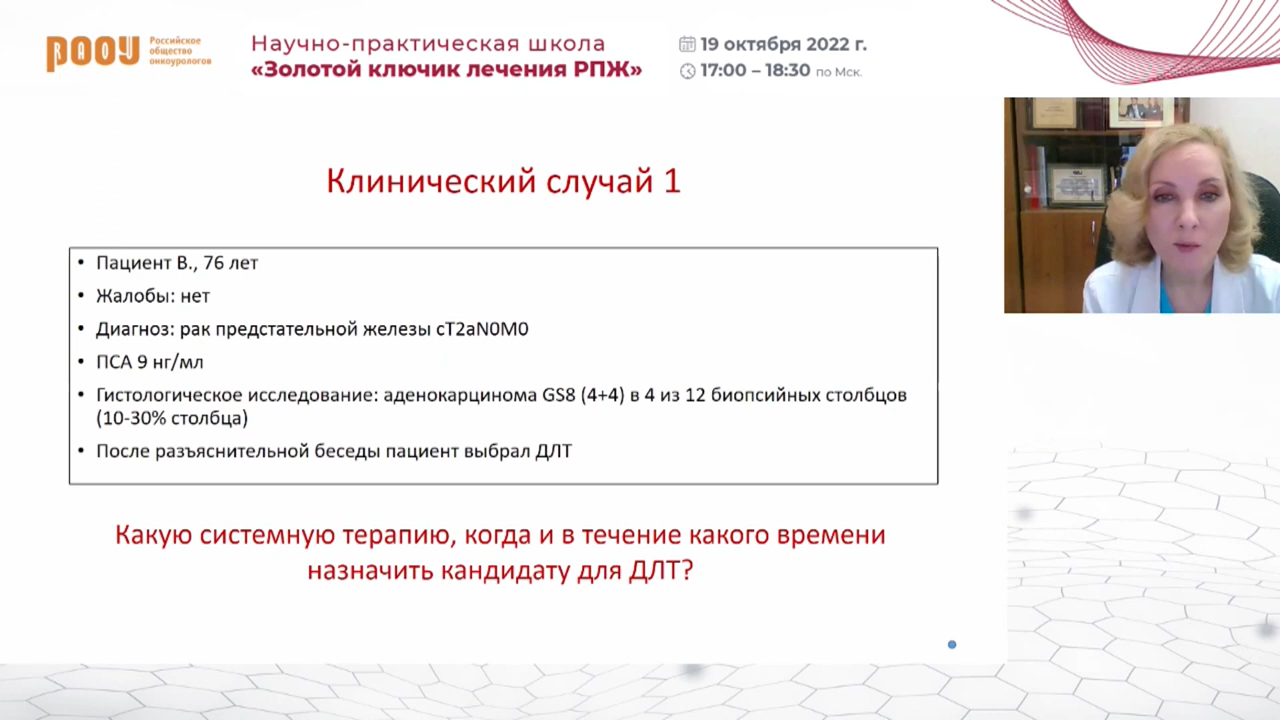 РООУ
RAOU
Российское
общество
онкоурологов
Научно-практическая школа
«Золотой ключик лечения РПЖ»
19 октября 2022 г.
17:00 – 18:30 по Мск.
Клинический случай 1
• Пациент В., 76 лет
• Жалобы: нет
• Диагноз: рак предстательной железы cT2aN0M0
• ПСА 9 нг/мл
• Гистологическое исследование: аденокарцинома GS8 (4+4) в 4 из 12 биопсийных столбцов
(10-30% столбца)
• После разъяснительной беседы пациент выбрал ДЛТ
Какую системную терапию, когда и в течение какого времени
назначить кандидату для ДЛТ?